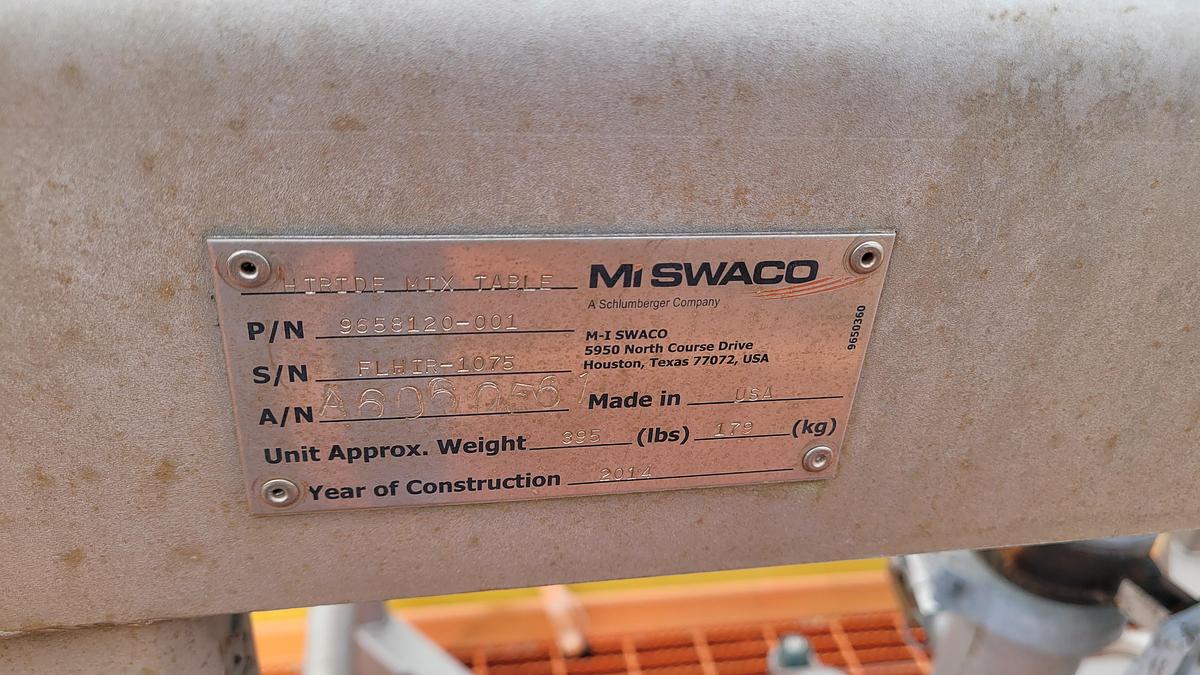 HIRIDE MIX TABLE
Mi SWACO
A Schlumberger Company
P/N 9658120-001
S/N FLHIR-1075
A/N
M-I SWACO
5950 North Course Drive
Houston, Texas 77072, USA
9650360
Made in USA
Unit Approx. Weight 395 (lbs) 179 (kg)
Year of Construction 2014